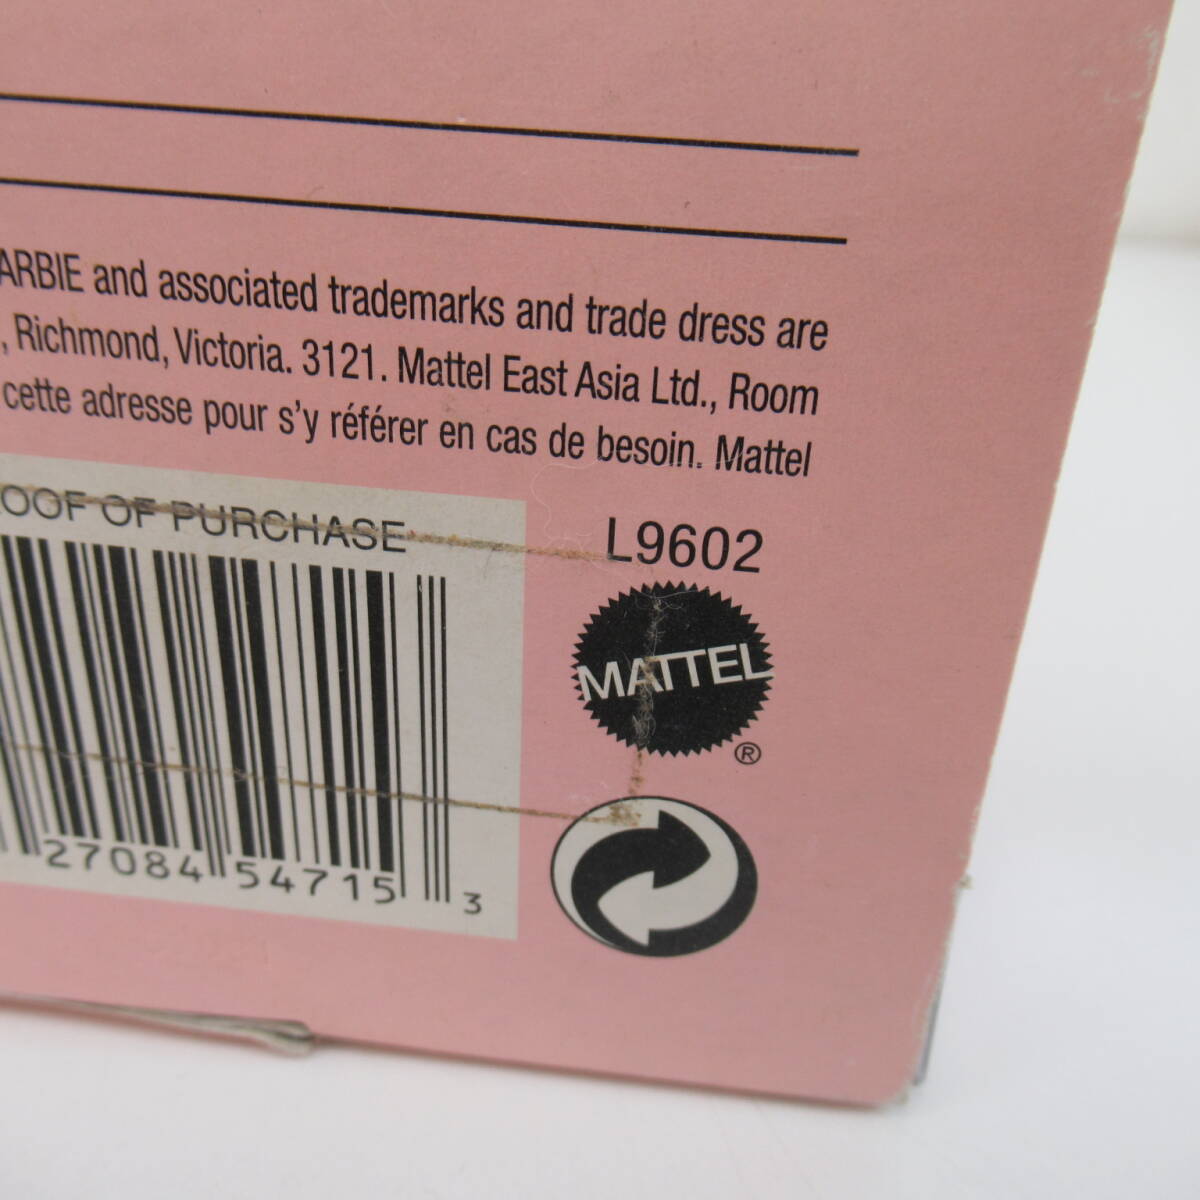 ARBIE and associated trademarks and trade dress are
, Richmond, Victoria. 3121. Mattel East Asia Ltd., Room
cette adresse pour s'y référer en cas de besoin. Mattel
OOF OF PURCHASE
L9602
MATTEL
®
27084 54715 3